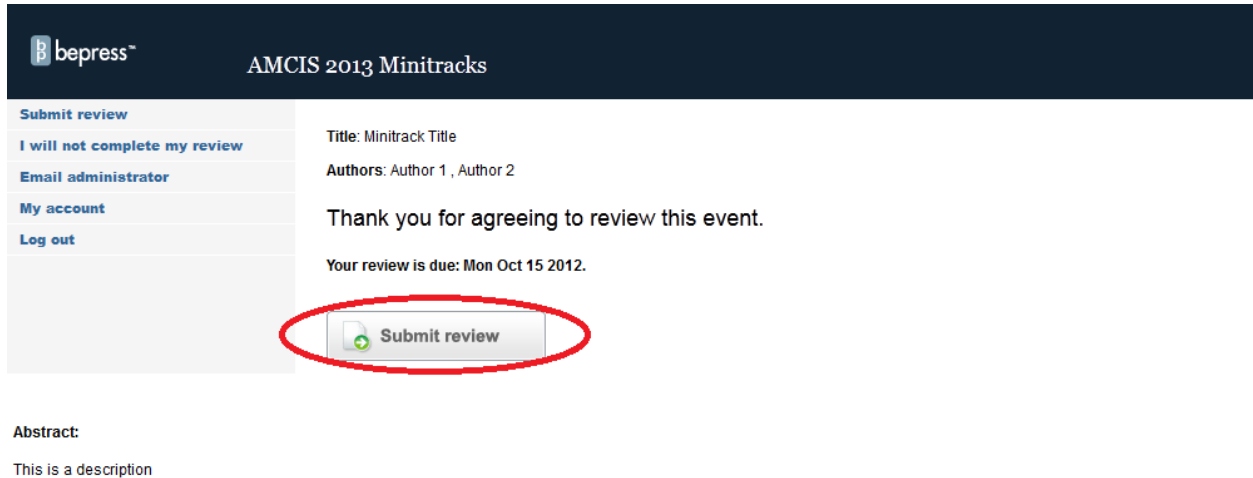 bepress™
AMCIS 2013 Minitracks
Submit review
I will not complete my review
Email administrator
My account
Log out
Title: Minitrack Title
Authors: Author 1 , Author 2
Thank you for agreeing to review this event.
Your review is due: Mon Oct 15 2012.
Submit review
Abstract:
This is a description